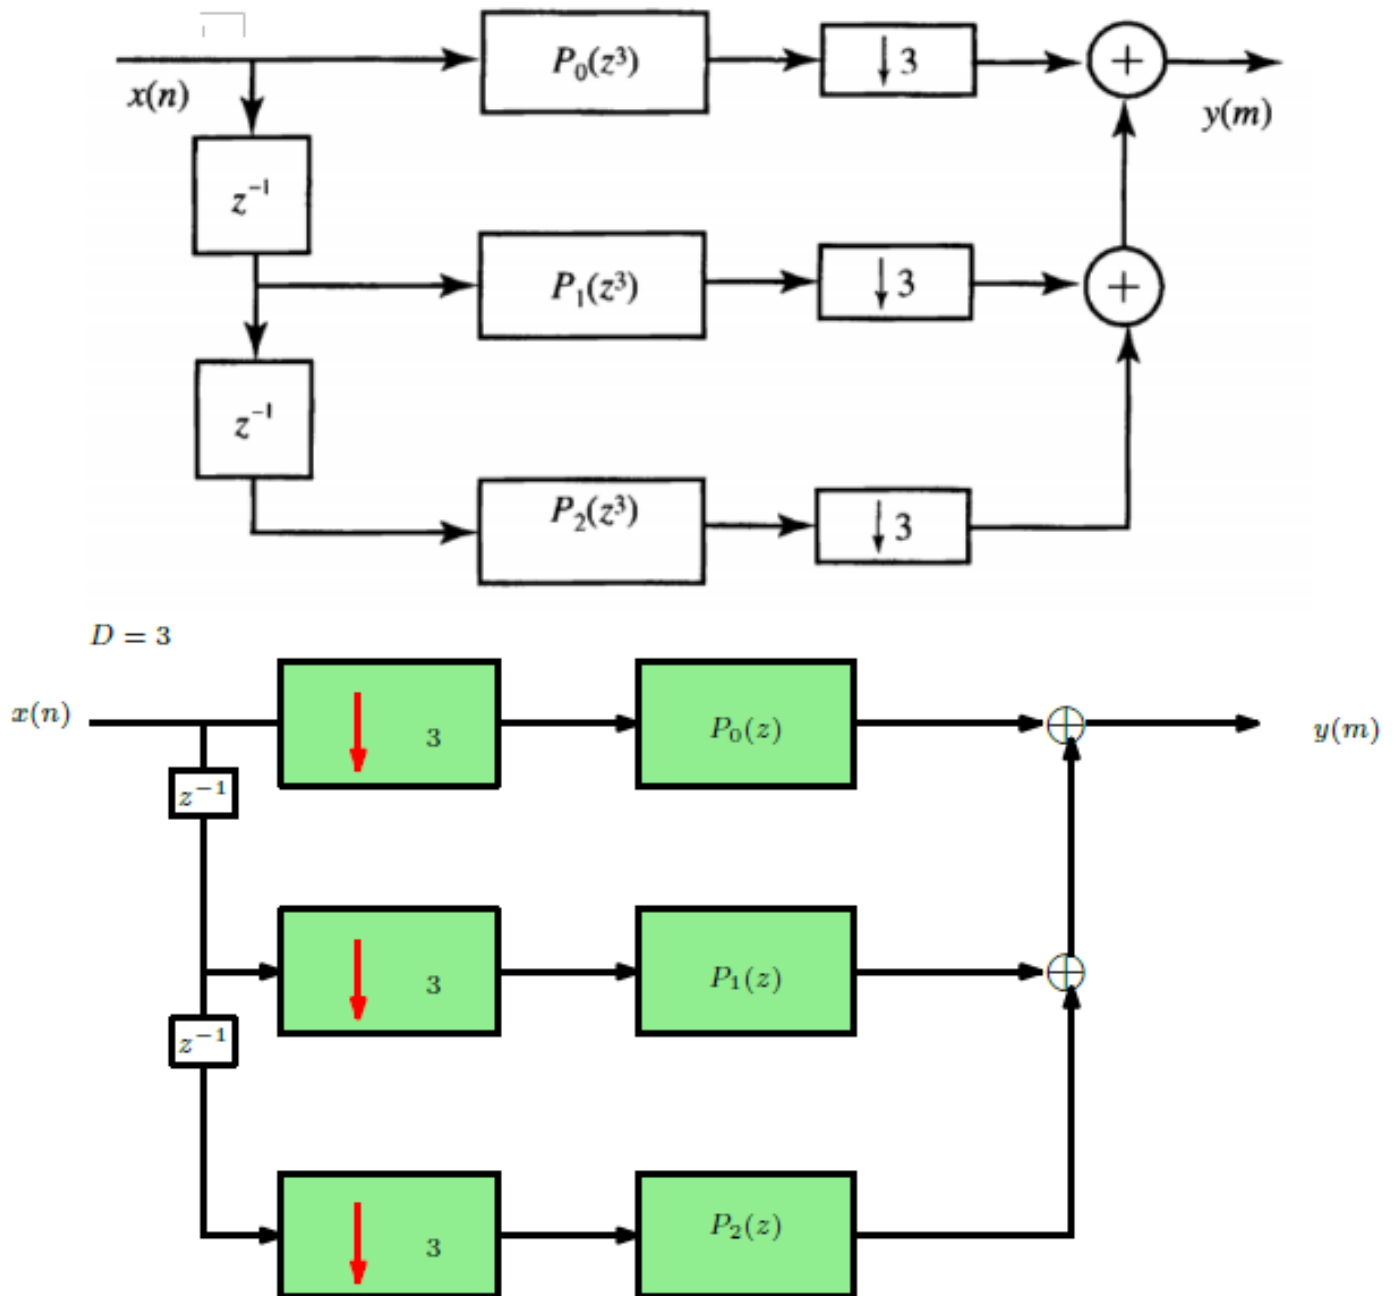 P₀(z³)
↓3
+
x(n)
y(m)
z⁻¹
P₁(z³)
↓3
+
z⁻¹
P₂(z³)
↓3
D = 3
x(n)
↓ 3
P₀(z)
y(m)
z⁻¹
↓ 3
P₁(z)
z⁻¹
↓ 3
P₂(z)